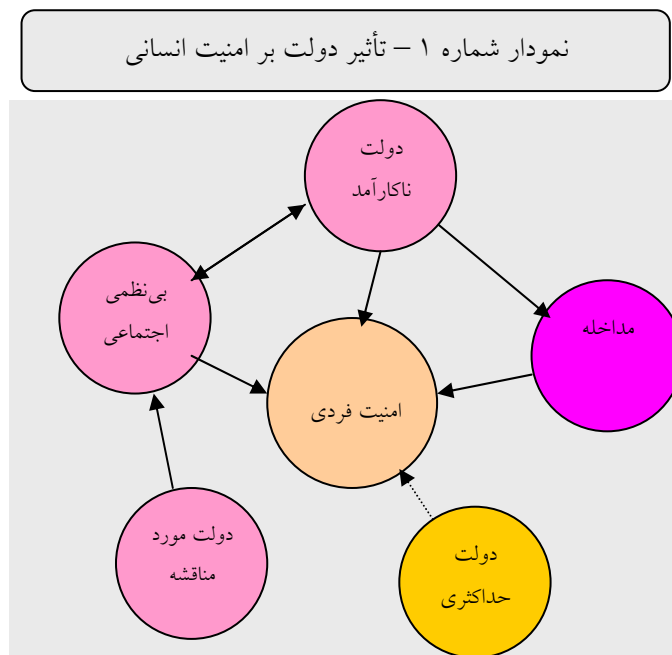 نمودار شماره ۱ – تأثیر دولت بر امنیت انسانی
دولت
ناکارآمد
بی‌نظمی
اجتماعی
مداخله
امنیت فردی
دولت مورد
مناقشه
دولت
حداکثری